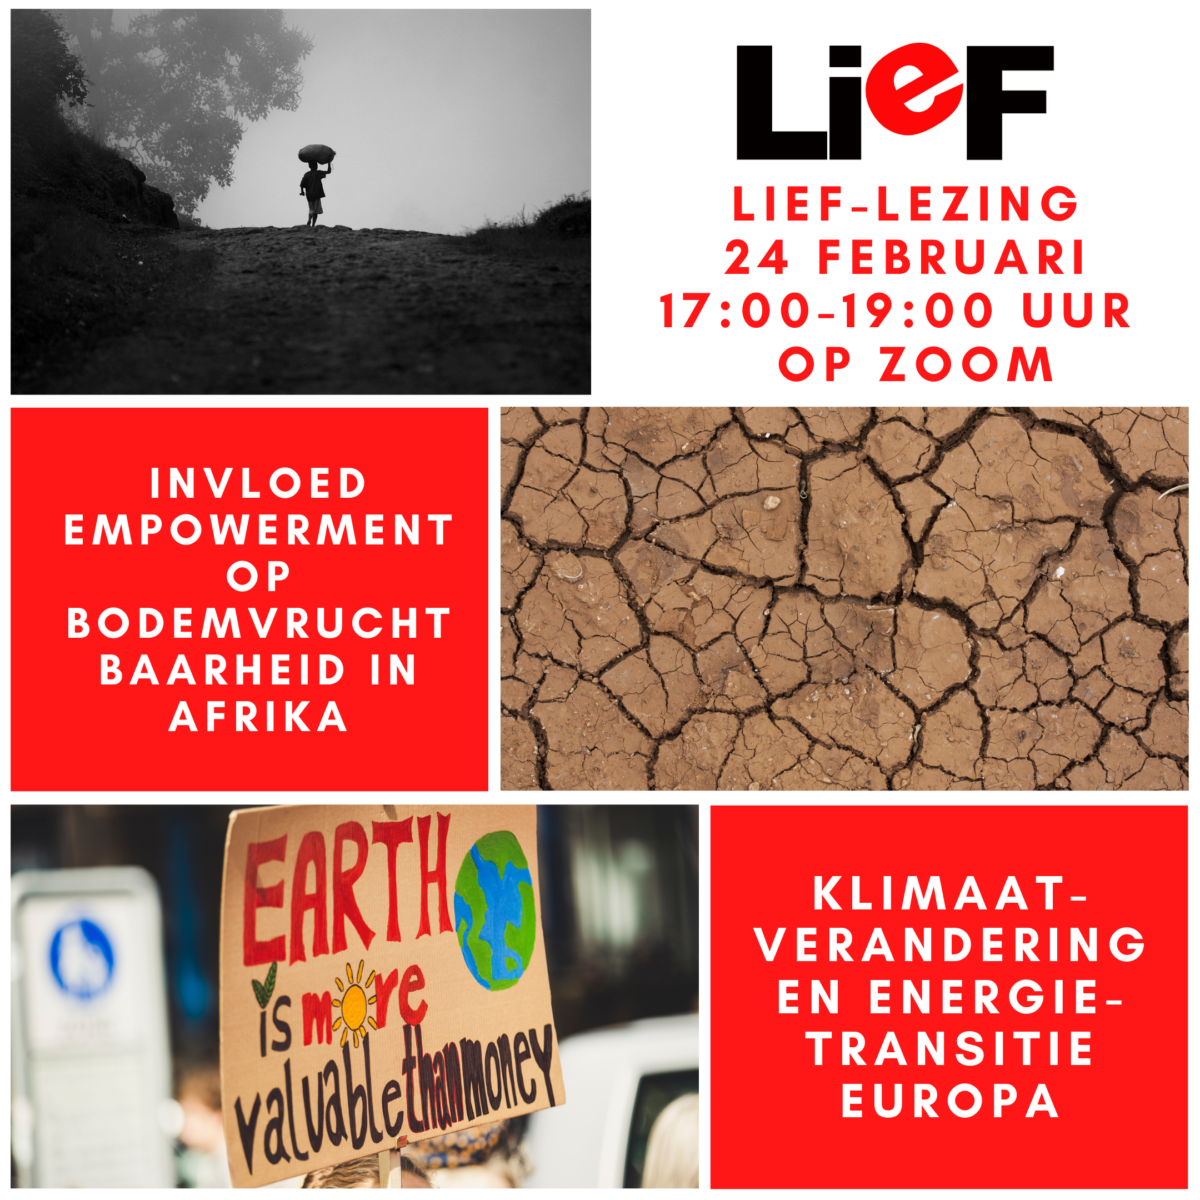 LieF
LIEF-LEZING
24 FEBRUARI
17:00-19:00 UUR
OP ZOOM
INVLOED
EMPOWERMENT
OP
BODEMVRUCHT
BAARHEID IN
AFRIKA
EARTH
is more
valuable than money
KLIMAAT-
VERANDERING
EN ENERGIE-
TRANSITIE
EUROPA